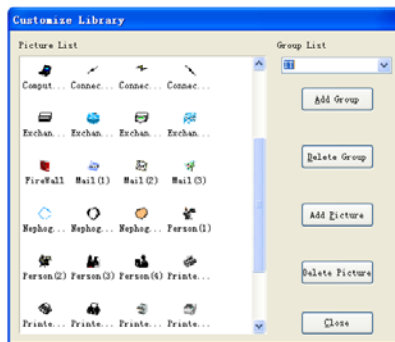 Customize Library
Picture List
Group List
Comput... Connec... Connec... Connec...
IT
Add Group
Exchan... Exchan... Exchan... Exchan...
Delete Group
FireWall Mail(1) Mail(2) Mail(3)
Add Picture
Nephog... Nephog... Nephog... Person(1)
Person(2) Person(3) Person(4) Printe...
Delete Picture
Printe... Printe... Printe... Printe...
Close